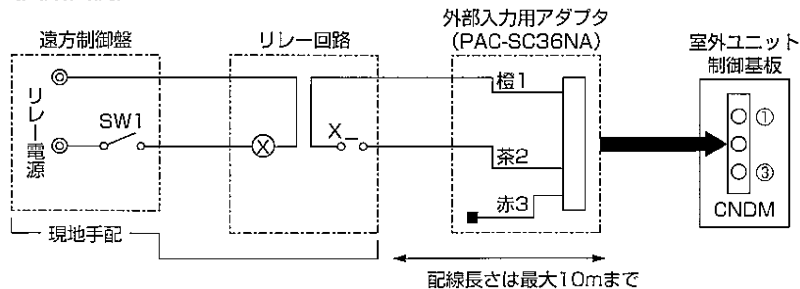 遠方制御盤
リレー回路
外部入力用アダプタ
(PAC-SC36NA)
室外ユニット
制御基板
リレー電源
SW1
X
X
橙1
茶2
赤3
①
③
CNDM
現地手配
配線長さは最大10mまで